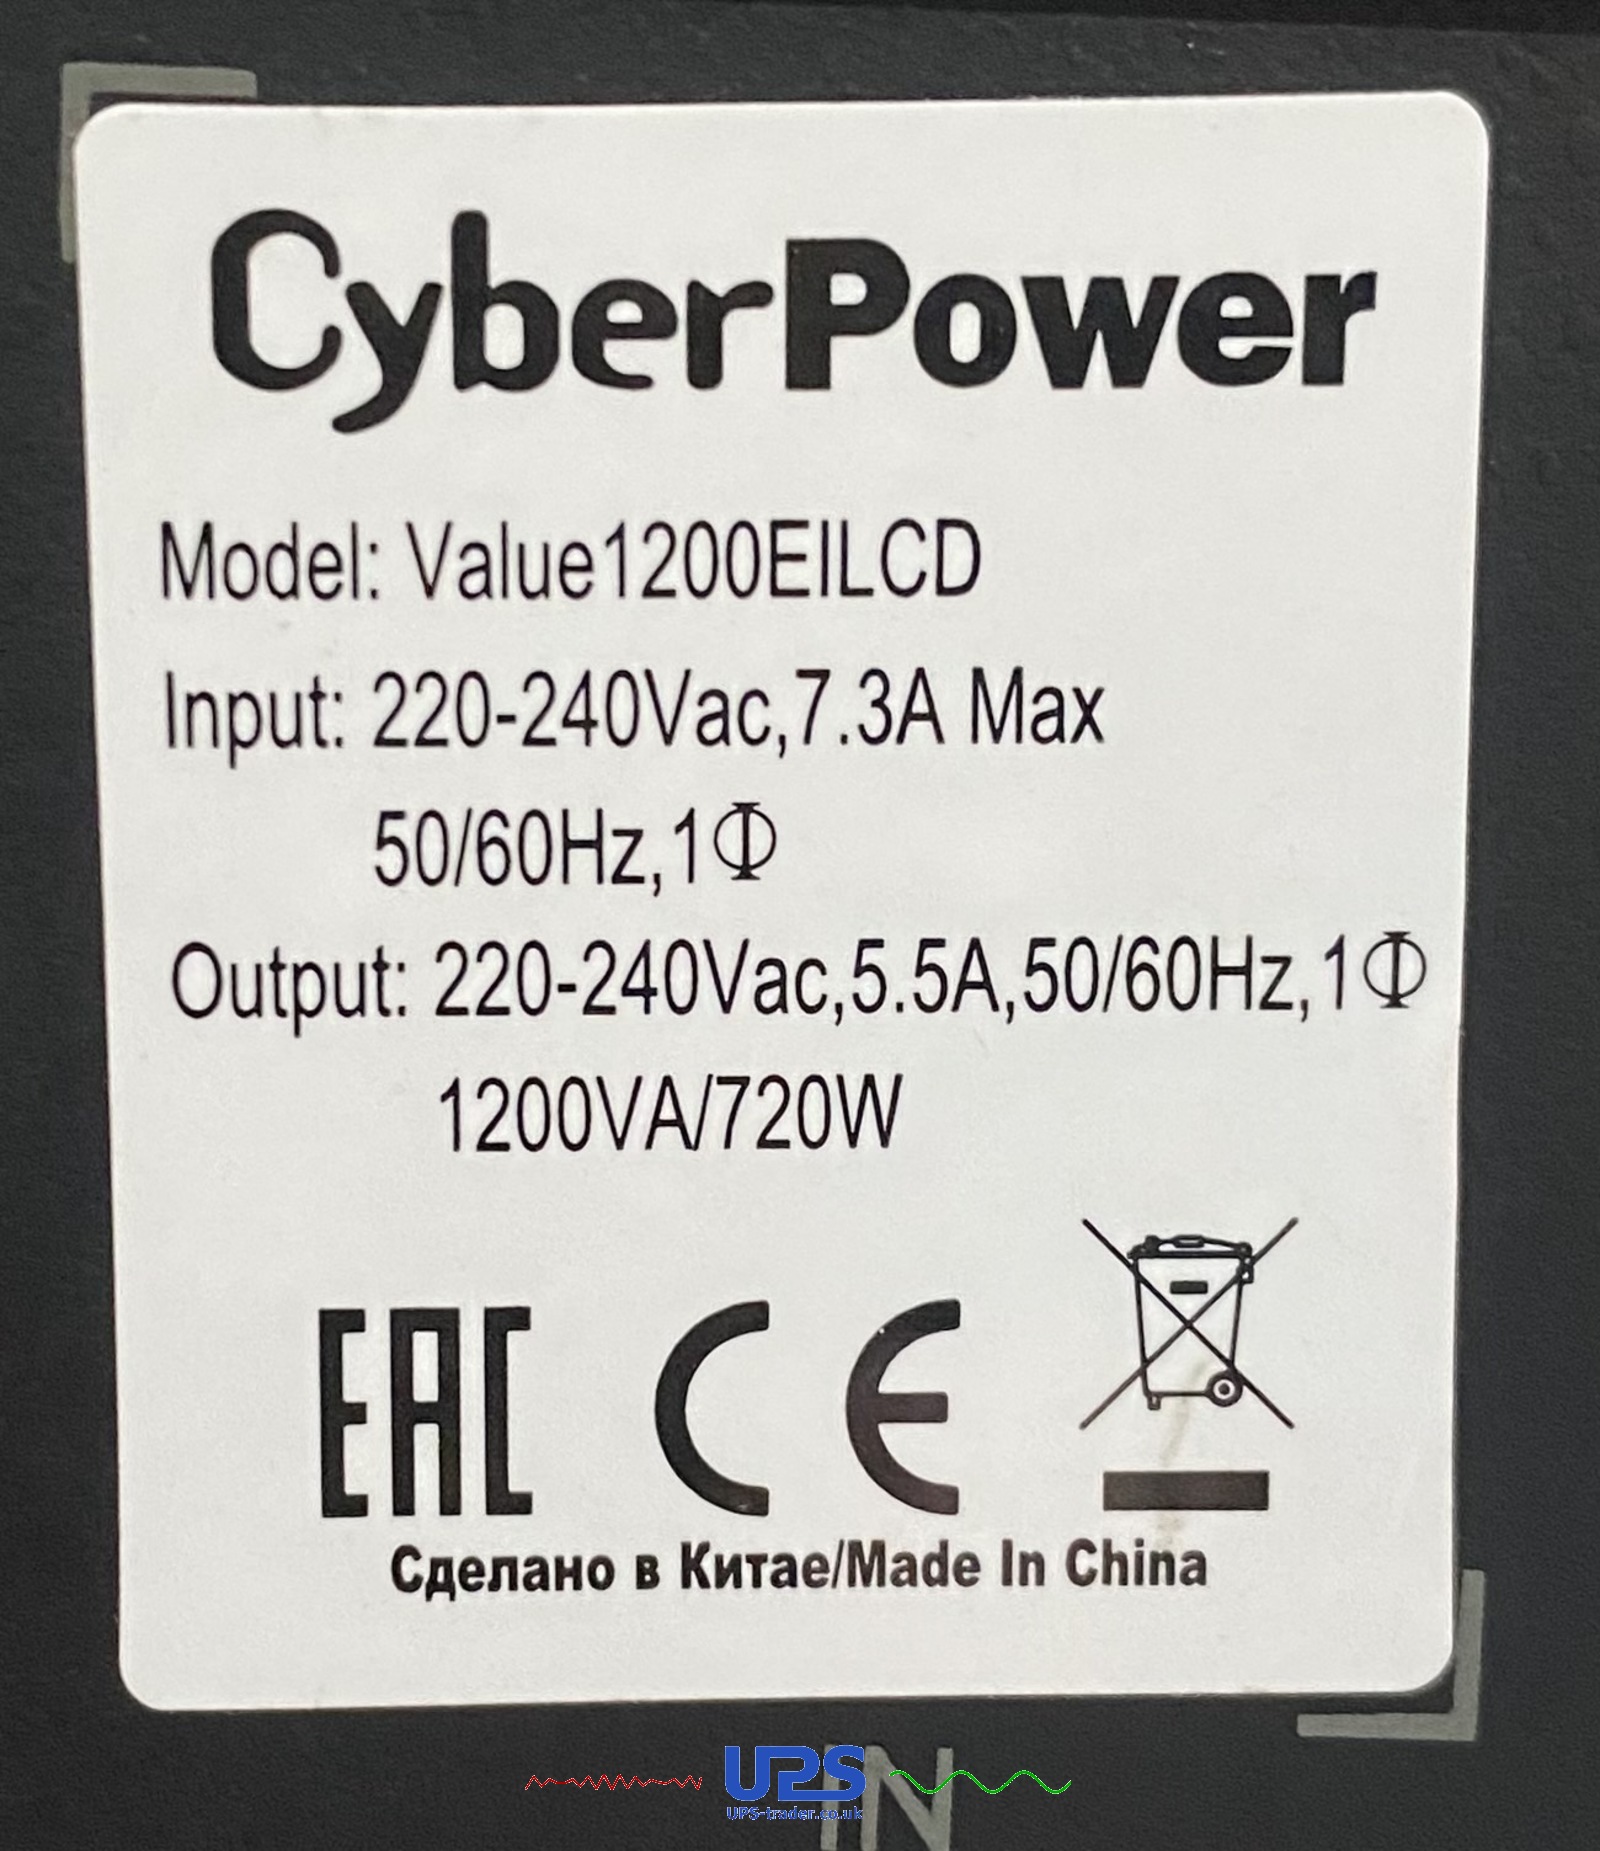 CyberPower
Model: Value1200EILCD
Input: 220-240Vac,7.3A Max
50/60Hz,1Φ
Output: 220-240Vac,5.5A,50/60Hz,1Φ
1200VA/720W
EAC CE
Сделано в Китае/Made In China
IN
UPS
UPS-trader.co.uk